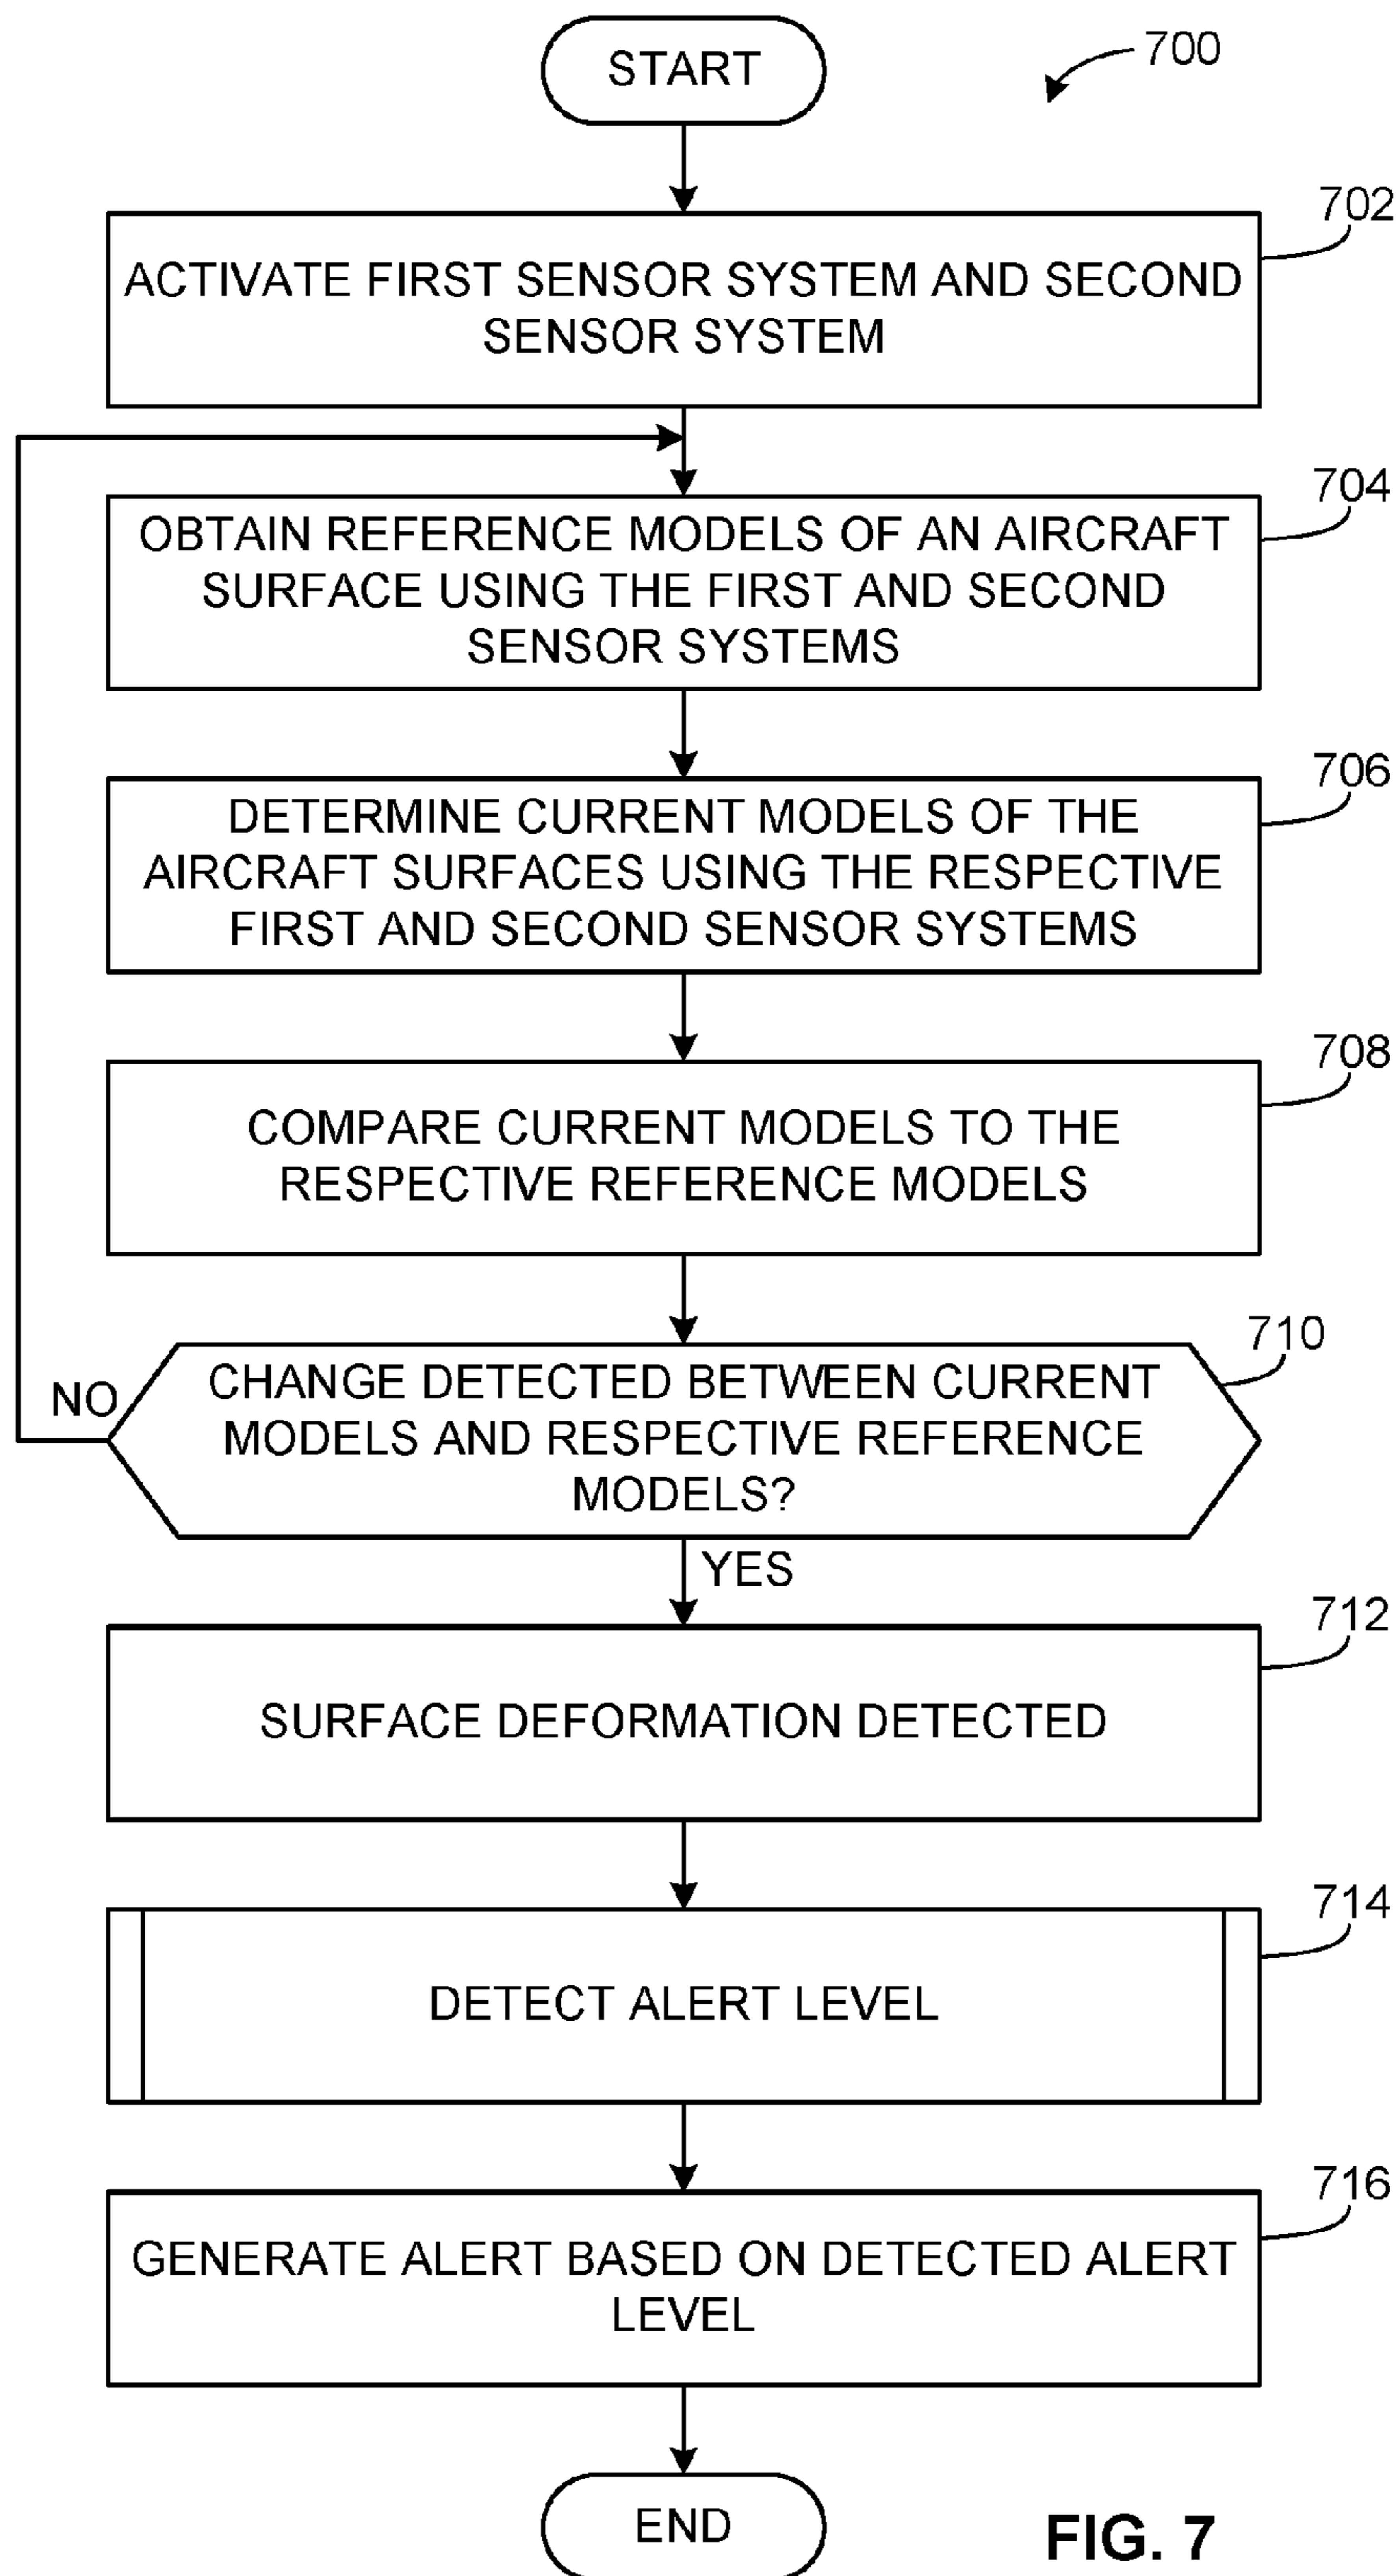 START
700
702
ACTIVATE FIRST SENSOR SYSTEM AND SECOND
SENSOR SYSTEM
704
OBTAIN REFERENCE MODELS OF AN AIRCRAFT
SURFACE USING THE FIRST AND SECOND
SENSOR SYSTEMS
706
DETERMINE CURRENT MODELS OF THE
AIRCRAFT SURFACES USING THE RESPECTIVE
FIRST AND SECOND SENSOR SYSTEMS
708
COMPARE CURRENT MODELS TO THE
RESPECTIVE REFERENCE MODELS
710
NO
CHANGE DETECTED BETWEEN CURRENT
MODELS AND RESPECTIVE REFERENCE
MODELS?
YES
712
SURFACE DEFORMATION DETECTED
714
DETECT ALERT LEVEL
716
GENERATE ALERT BASED ON DETECTED ALERT
LEVEL
END
FIG. 7